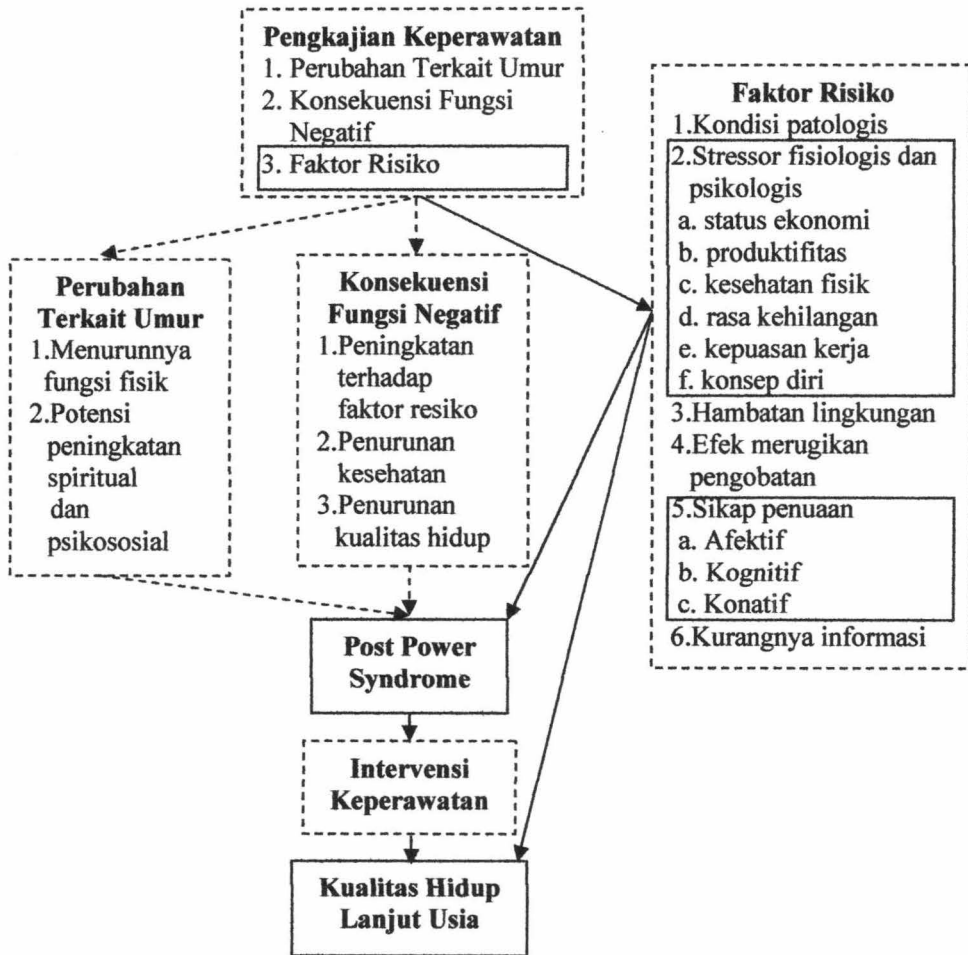 Pengkajian Keperawatan
1. Perubahan Terkait Umur
2. Konsekuensi Fungsi
Negatif
3. Faktor Risiko
Perubahan
Terkait Umur
1.Menurunnya
fungsi fisik
2.Potensi
peningkatan
spiritual
dan
psikososial
Konsekuensi
Fungsi Negatif
1.Peningkatan
terhadap
faktor resiko
2.Penurunan
kesehatan
3.Penurunan
kualitas hidup
Faktor Risiko
1.Kondisi patologis
2.Stressor fisiologis dan
psikologis
a. status ekonomi
b. produktifitas
c. kesehatan fisik
d. rasa kehilangan
e. kepuasan kerja
f. konsep diri
3.Hambatan lingkungan
4.Efek merugikan
pengobatan
5.Sikap penuaan
a. Afektif
b. Kognitif
c. Konatif
6.Kurangnya informasi
Post Power
Syndrome
Intervensi
Keperawatan
Kualitas Hidup
Lanjut Usia